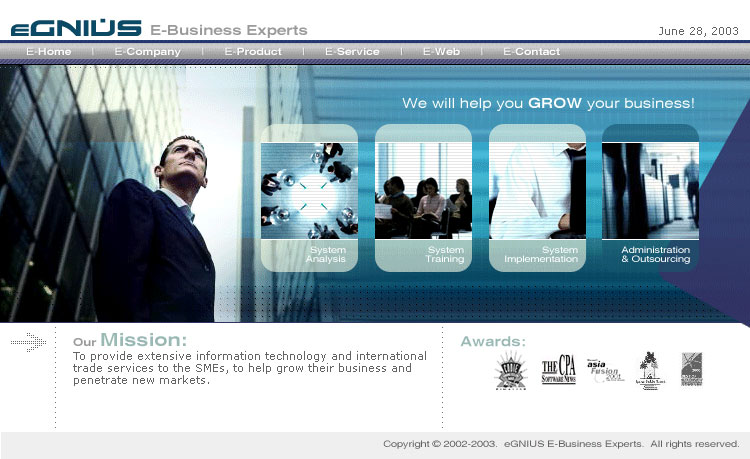 eGNIUS E-Business Experts
June 28, 2003
E-Home | E-Company | E-Product | E-Service | E-Web | E-Contact
We will help you GROW your business!
System
Analysis
System
Training
System
Implementation
Administration
& Outsourcing
Our Mission:
To provide extensive information technology and international
trade services to the SMEs, to help grow their business and
penetrate new markets.
Awards:
THE CPA
SOFTWARE NEWS
asia
Fusion
Copyright © 2002-2003. eGNIUS E-Business Experts. All rights reserved.